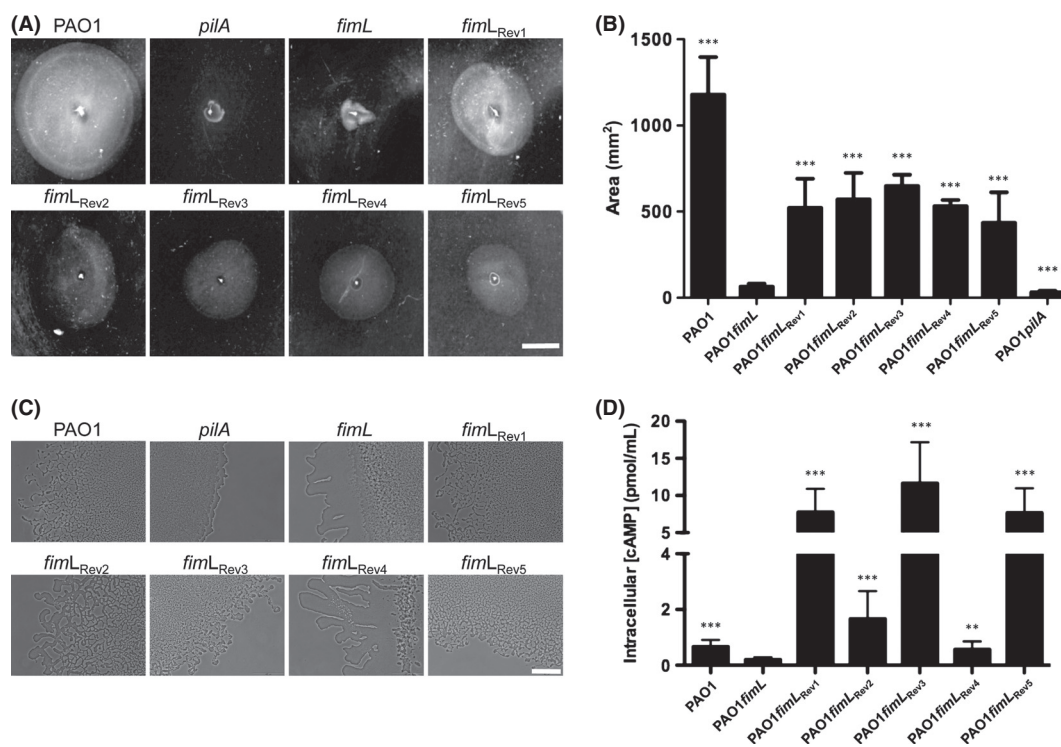 (A)
PAO1 pilA fimL fimLRev1
fimLRev2 fimLRev3 fimLRev4 fimLRev5
(B)
Area (mm²)
1500
1000
500
0
*** *** *** *** *** *** ***
PAO1 PAO1fimL PAO1fimLRev1 PAO1fimLRev2 PAO1fimLRev3 PAO1fimLRev4 PAO1fimLRev5 PAO1pilA
(C)
PAO1 pilA fimL fimLRev1
fimLRev2 fimLRev3 fimLRev4 fimLRev5
(D)
Intracellular [cAMP] (pmol/mL)
20
15
10
5
4
2
0
*** *** *** *** ** ***
PAO1 PAO1fimL PAO1fimLRev1 PAO1fimLRev2 PAO1fimLRev3 PAO1fimLRev4 PAO1fimLRev5